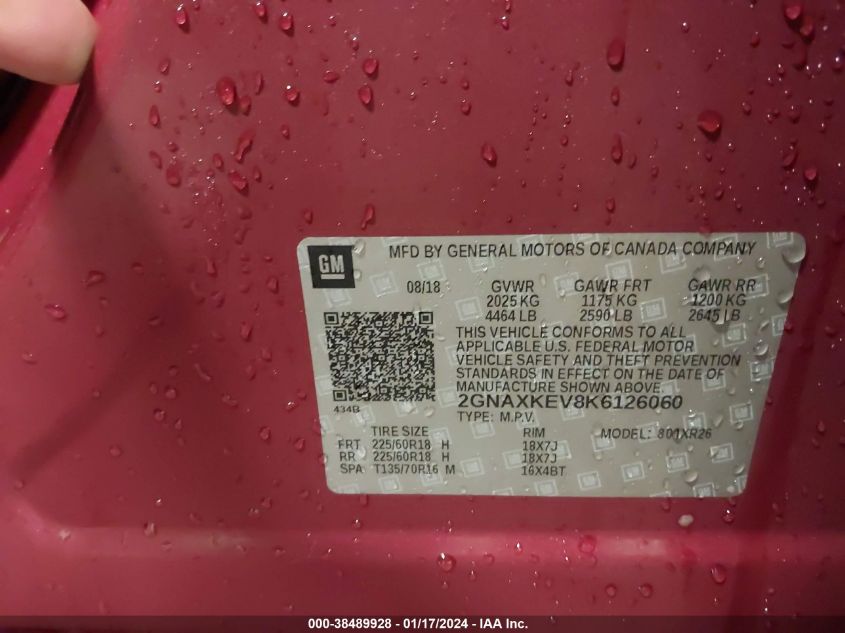 GM
MFD BY GENERAL MOTORS OF CANADA COMPANY
08/18 GVWR GAWR FRT GAWR RR
2025 KG 1175 KG 1200 KG
4464 LB 2590 LB 2645 LB
THIS VEHICLE CONFORMS TO ALL
APPLICABLE U.S. FEDERAL MOTOR
VEHICLE SAFETY AND THEFT PREVENTION
STANDARDS IN EFFECT ON THE DATE OF
MANUFACTURE SHOWN ABOVE.
434B 2GNAXKEV8K6126060
TYPE: M.P.V.
TIRE SIZE RIM MODEL: 801XR26
FRT 225/60R18 H 18X7J
RR 225/60R18 H 18X7J
SPA T135/70R16 M 16X4BT
000-38489928 - 01/17/2024 - IAA Inc.